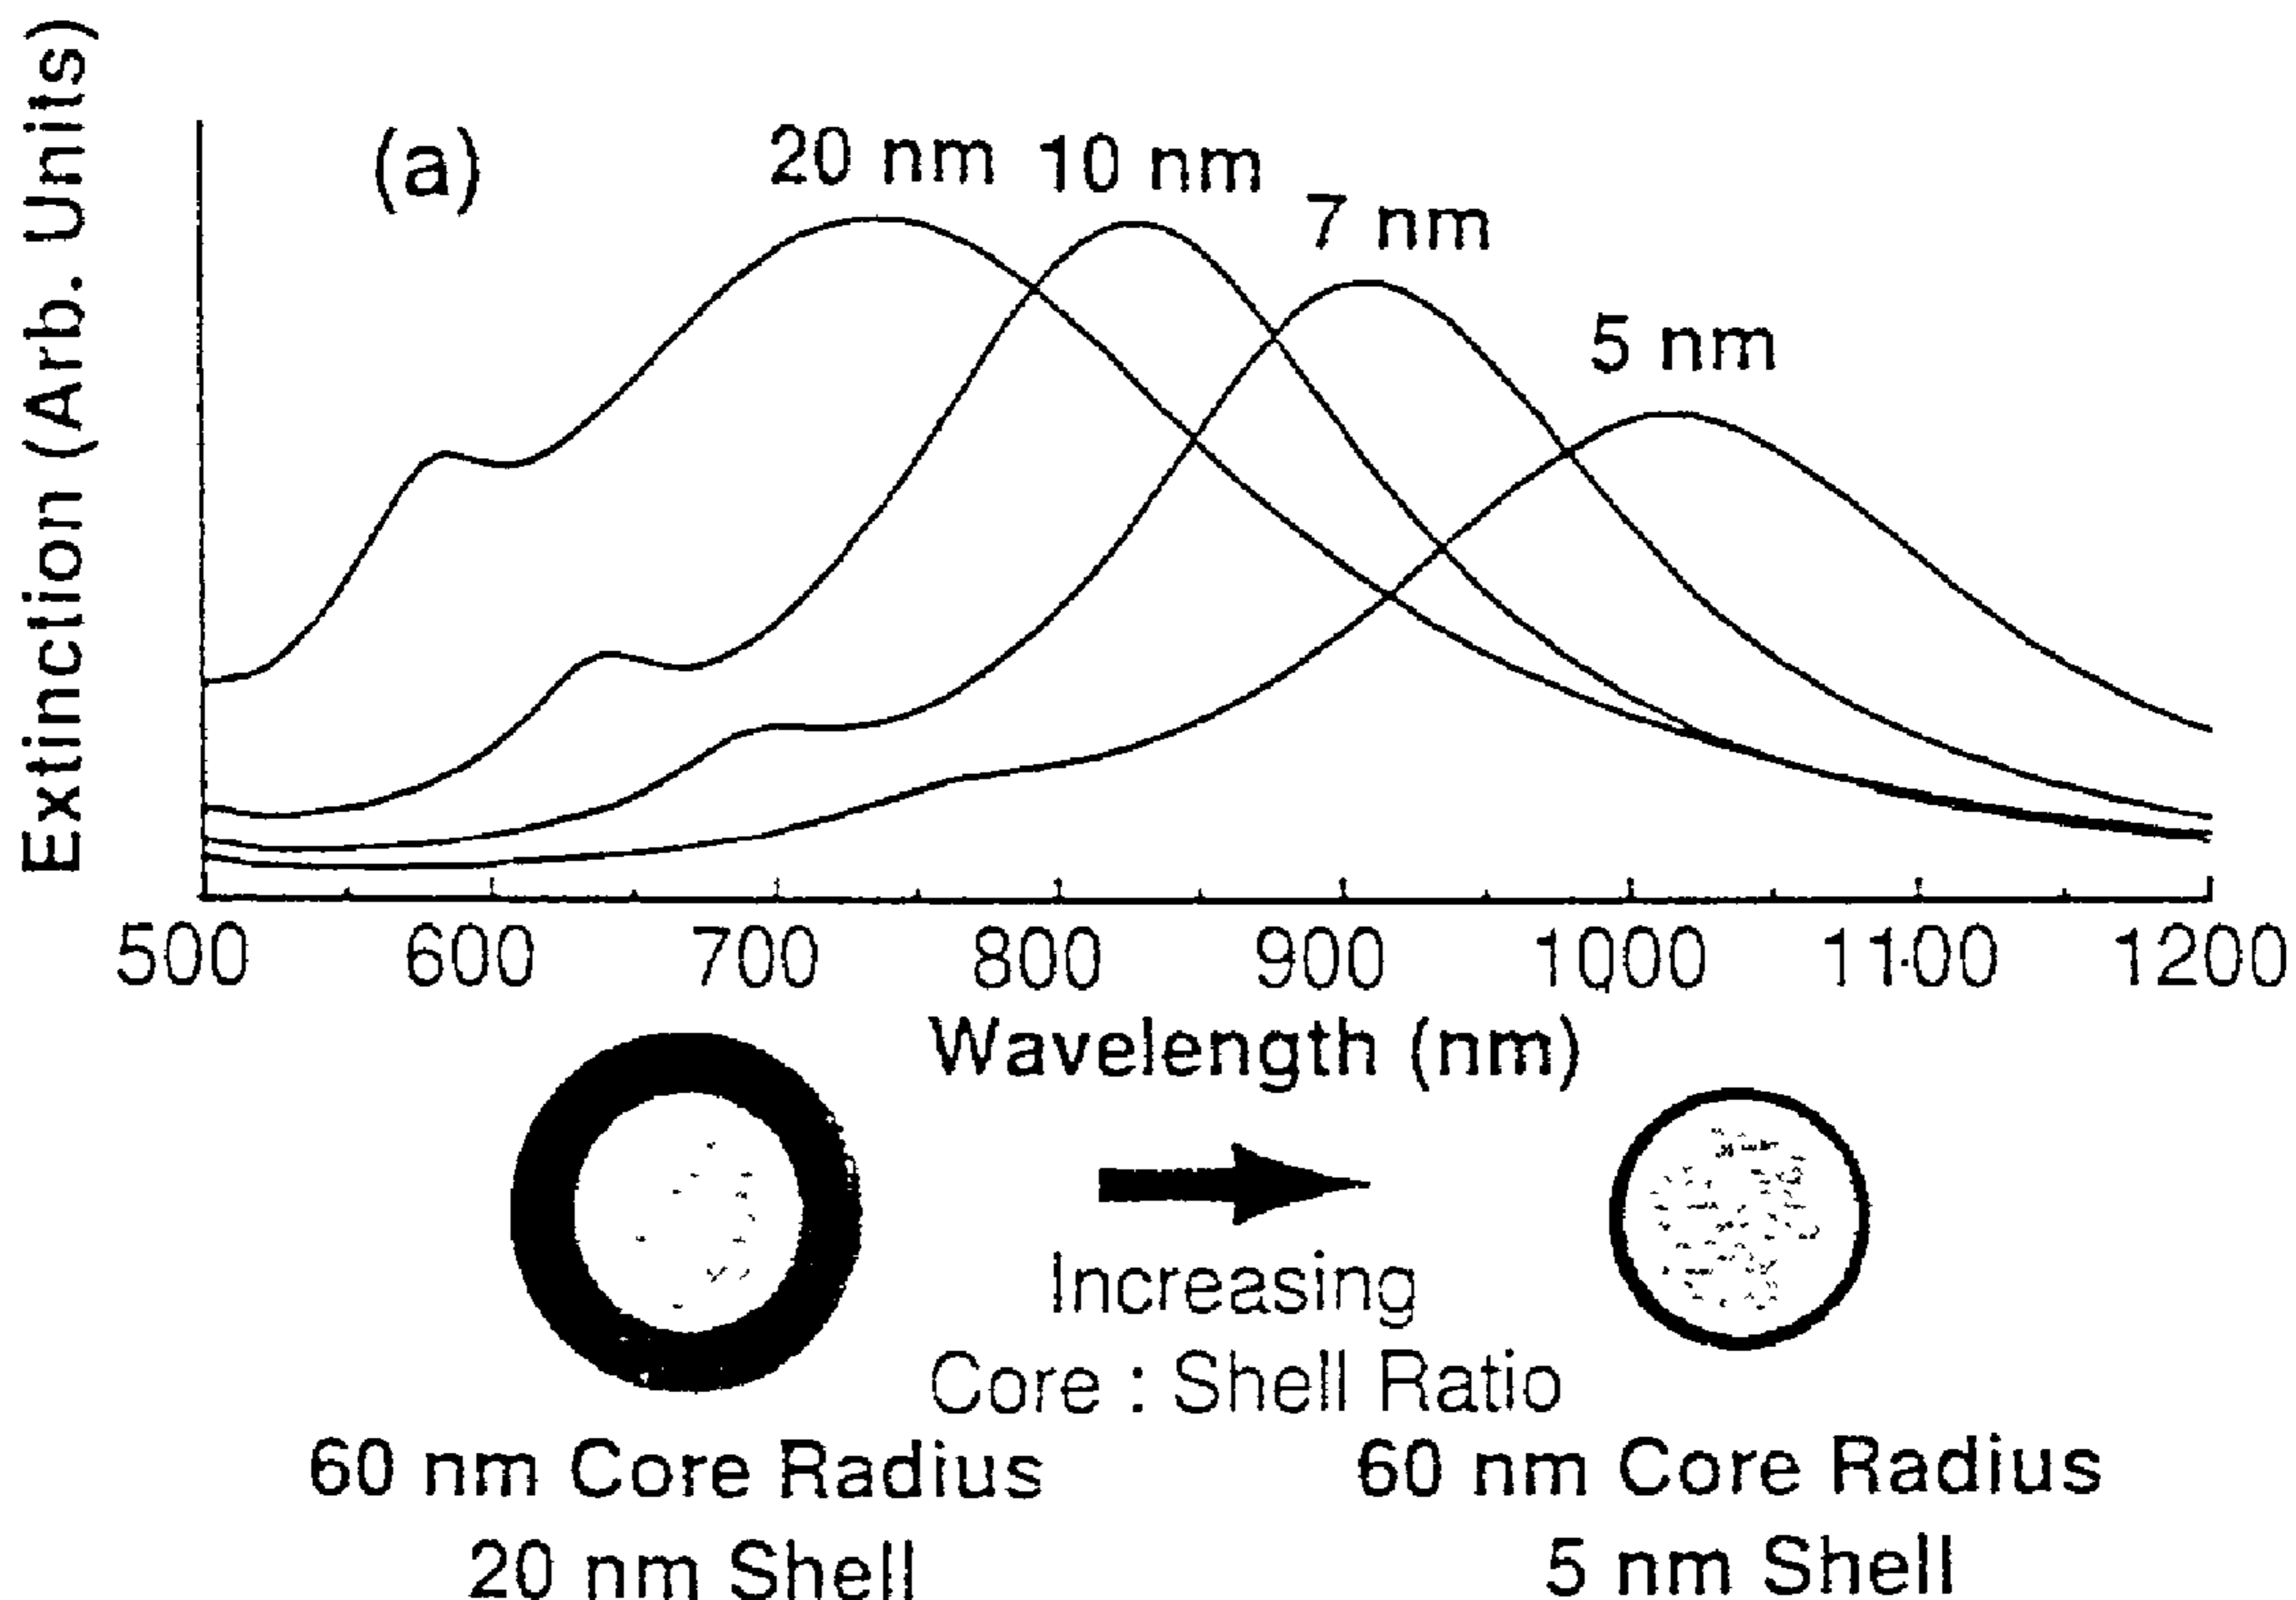 Extinction (Arb. Units)
(a)
20 nm
10 nm
7 nm
5 nm
500 600 700 800 900 1000 1100 1200
Wavelength (nm)
Increasing
Core : Shell Ratio
60 nm Core Radius
20 nm Shell
60 nm Core Radius
5 nm Shell